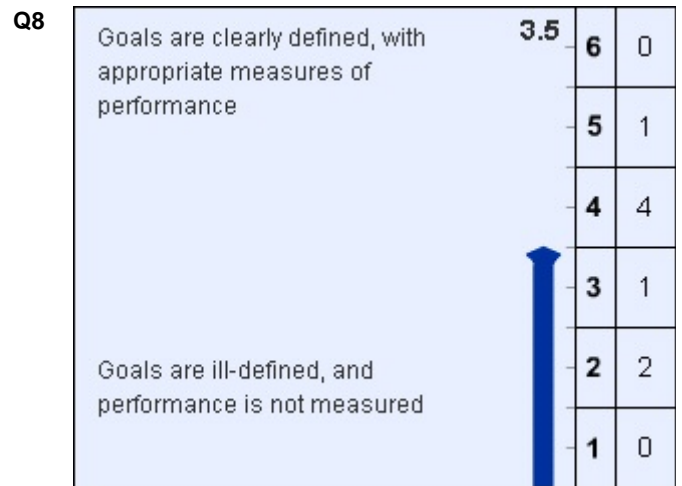 Q8
Goals are clearly defined, with
appropriate measures of
performance
3.5
6 0
5 1
4 4
3 1
Goals are ill-defined, and
performance is not measured
2 2
1 0